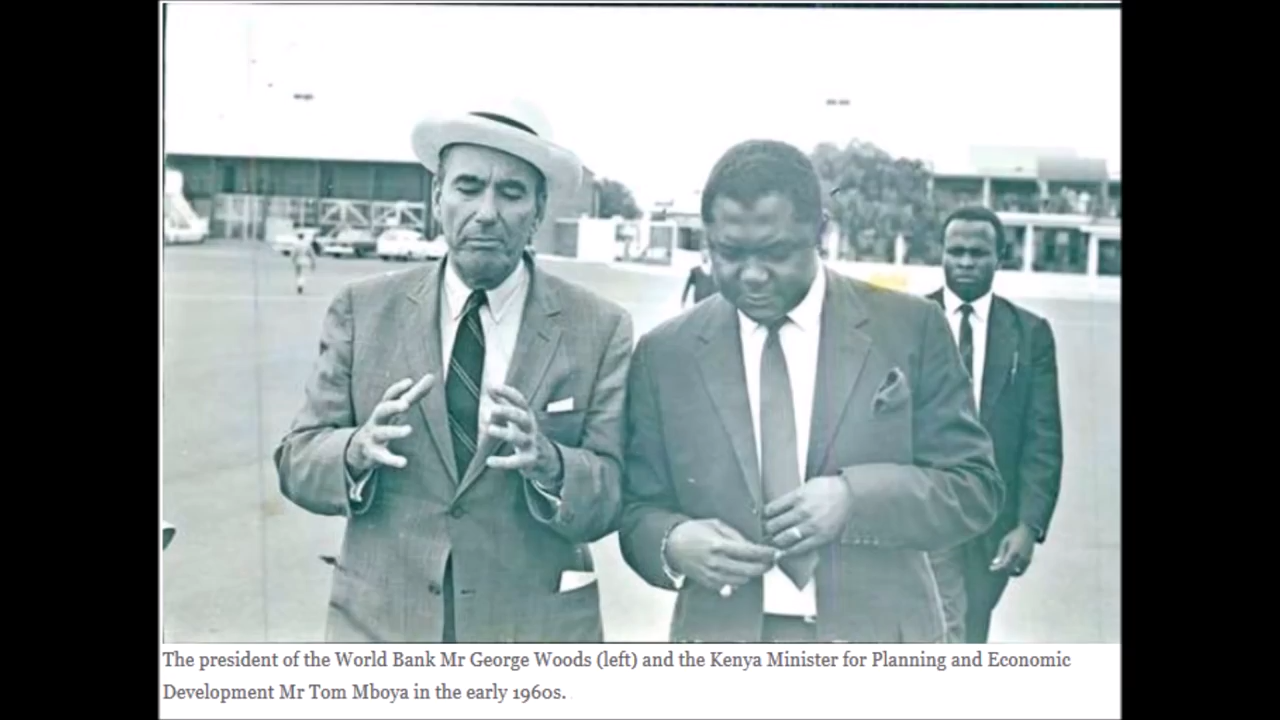 The president of the World Bank Mr George Woods (left) and the Kenya Minister for Planning and Economic
Development Mr Tom Mboya in the early 1960s.